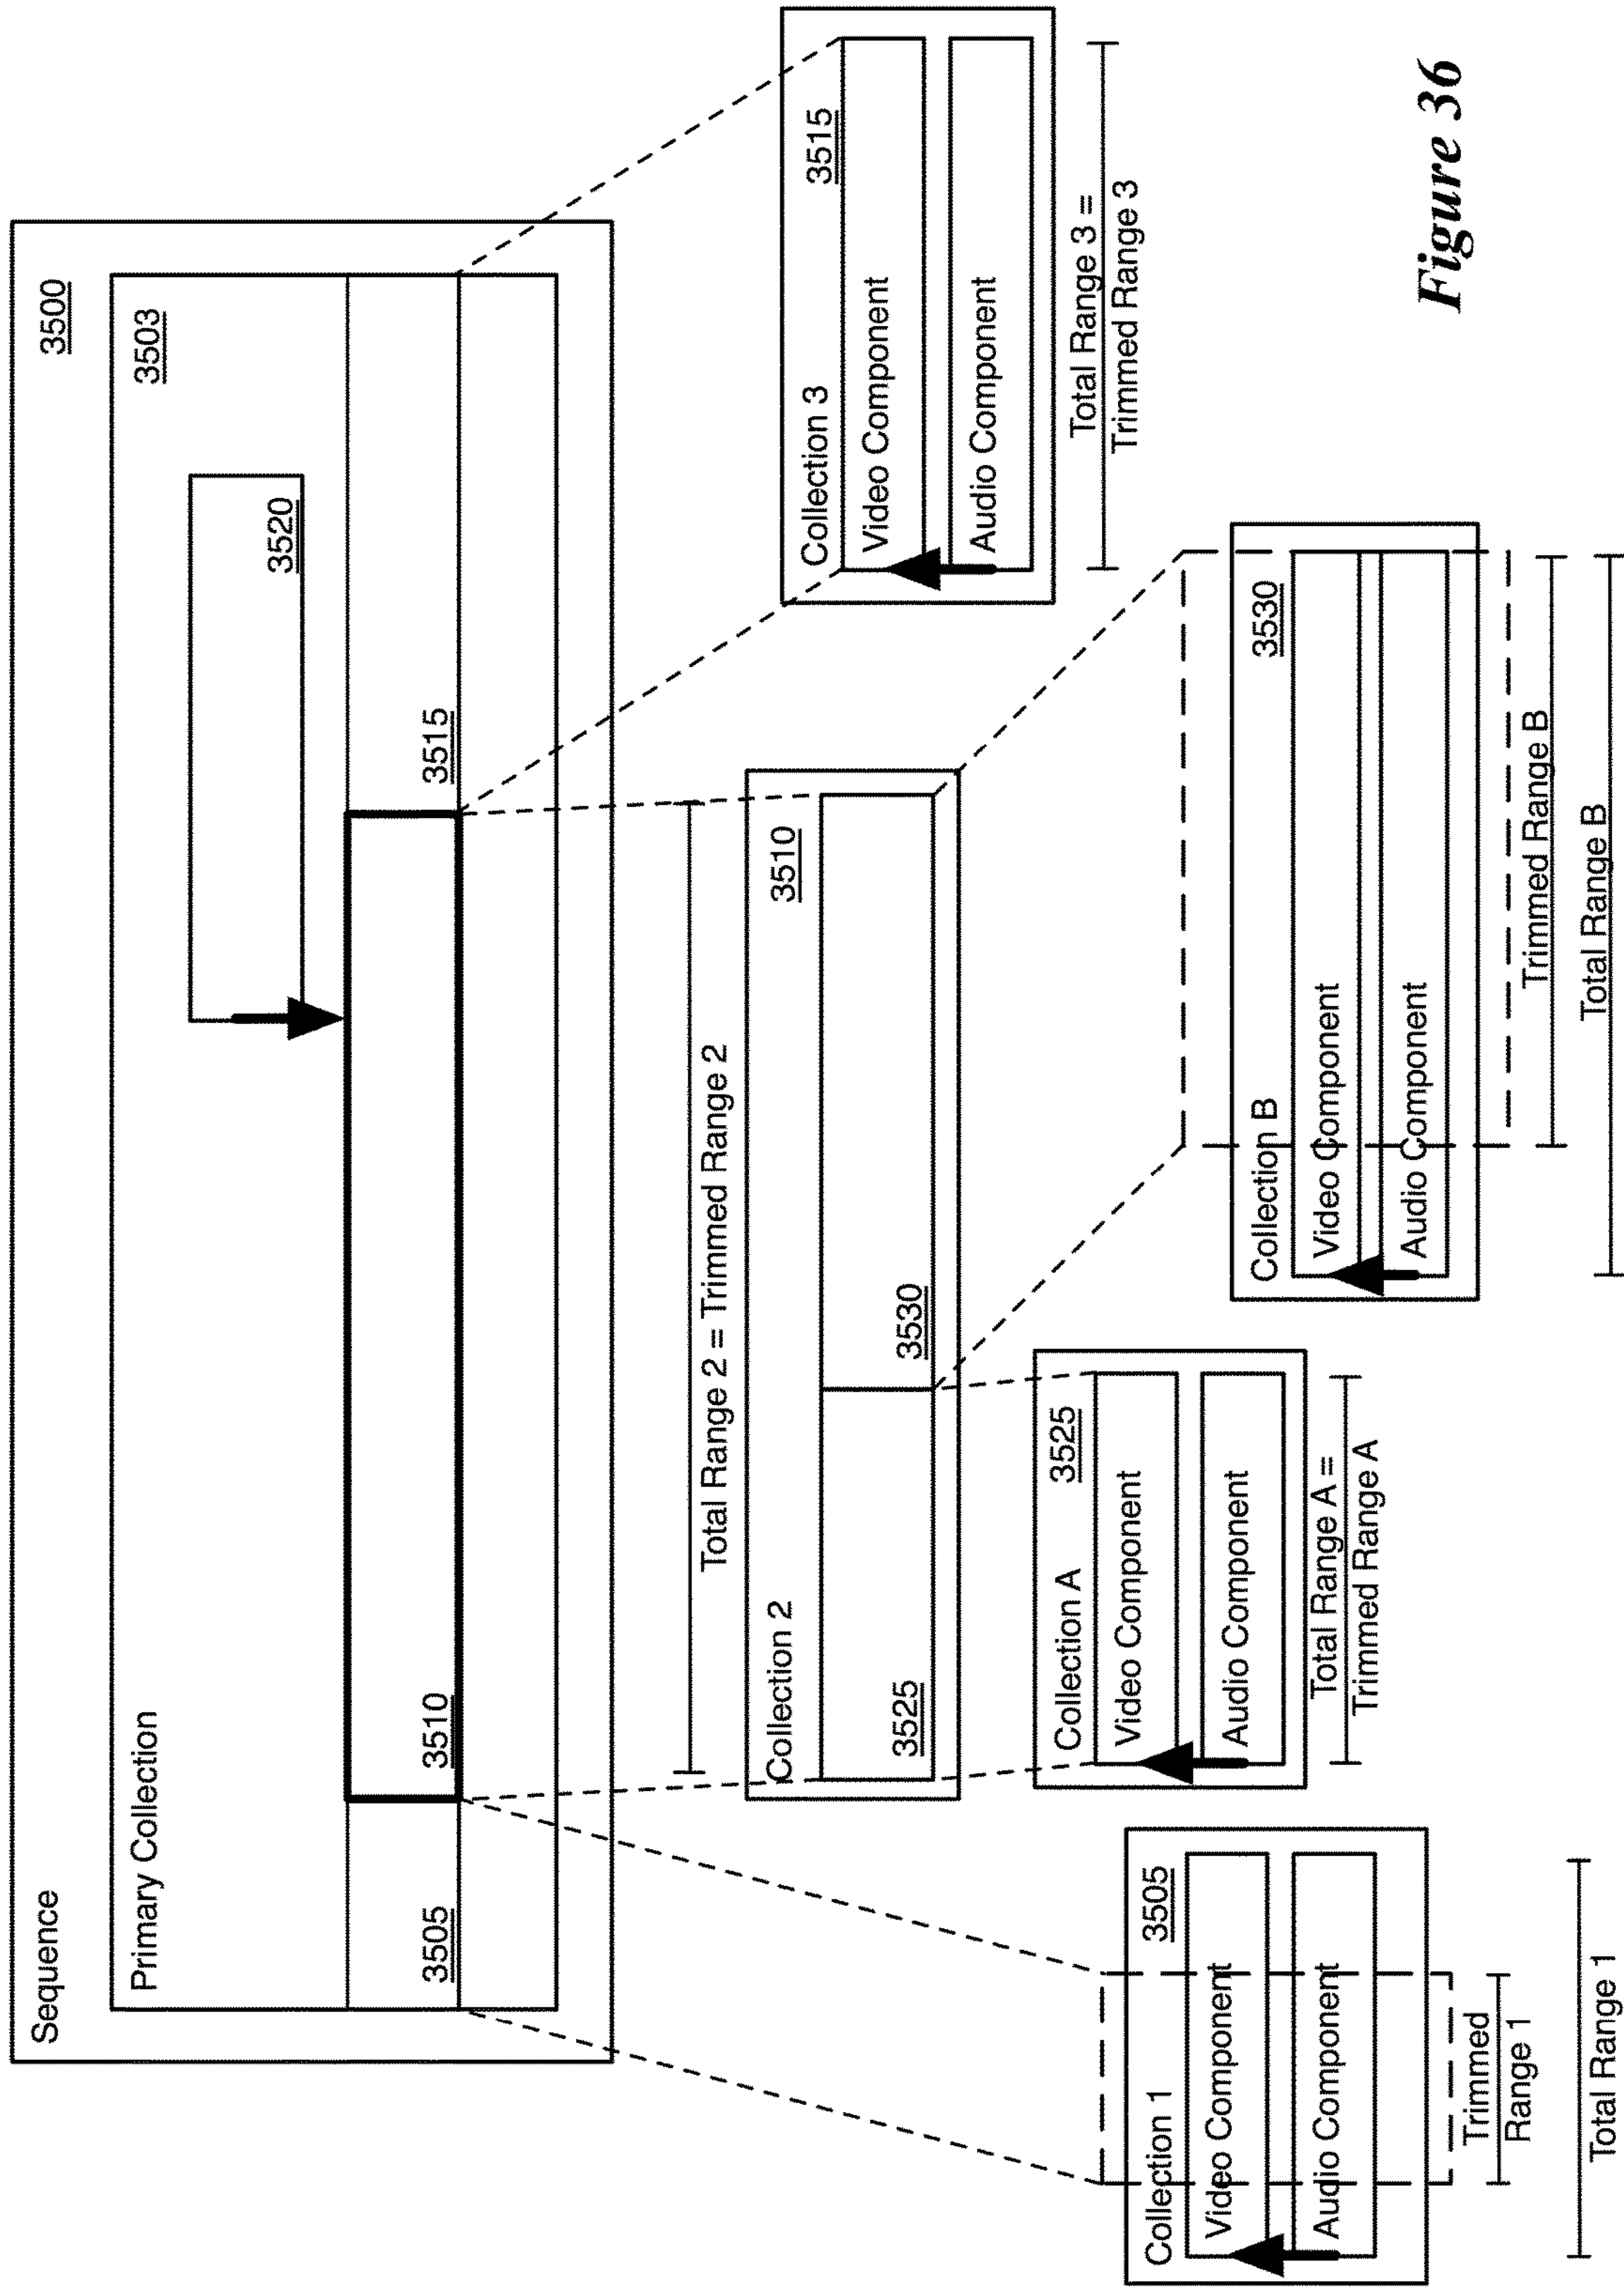 Sequence
3500
Primary Collection
3503
3520
3505
3510
3515
Total Range 2 = Trimmed Range 2
Collection 2
3510
3525
3530
Collection 3
3515
Video Component
Audio Component
Total Range 3 =
Trimmed Range 3
Collection 1
3505
Video Component
Audio Component
Trimmed
Range 1
Total Range 1
Collection A
3525
Video Component
Audio Component
Total Range A =
Trimmed Range A
Collection B
3530
Video Component
Audio Component
Trimmed Range B
Total Range B
Figure 36